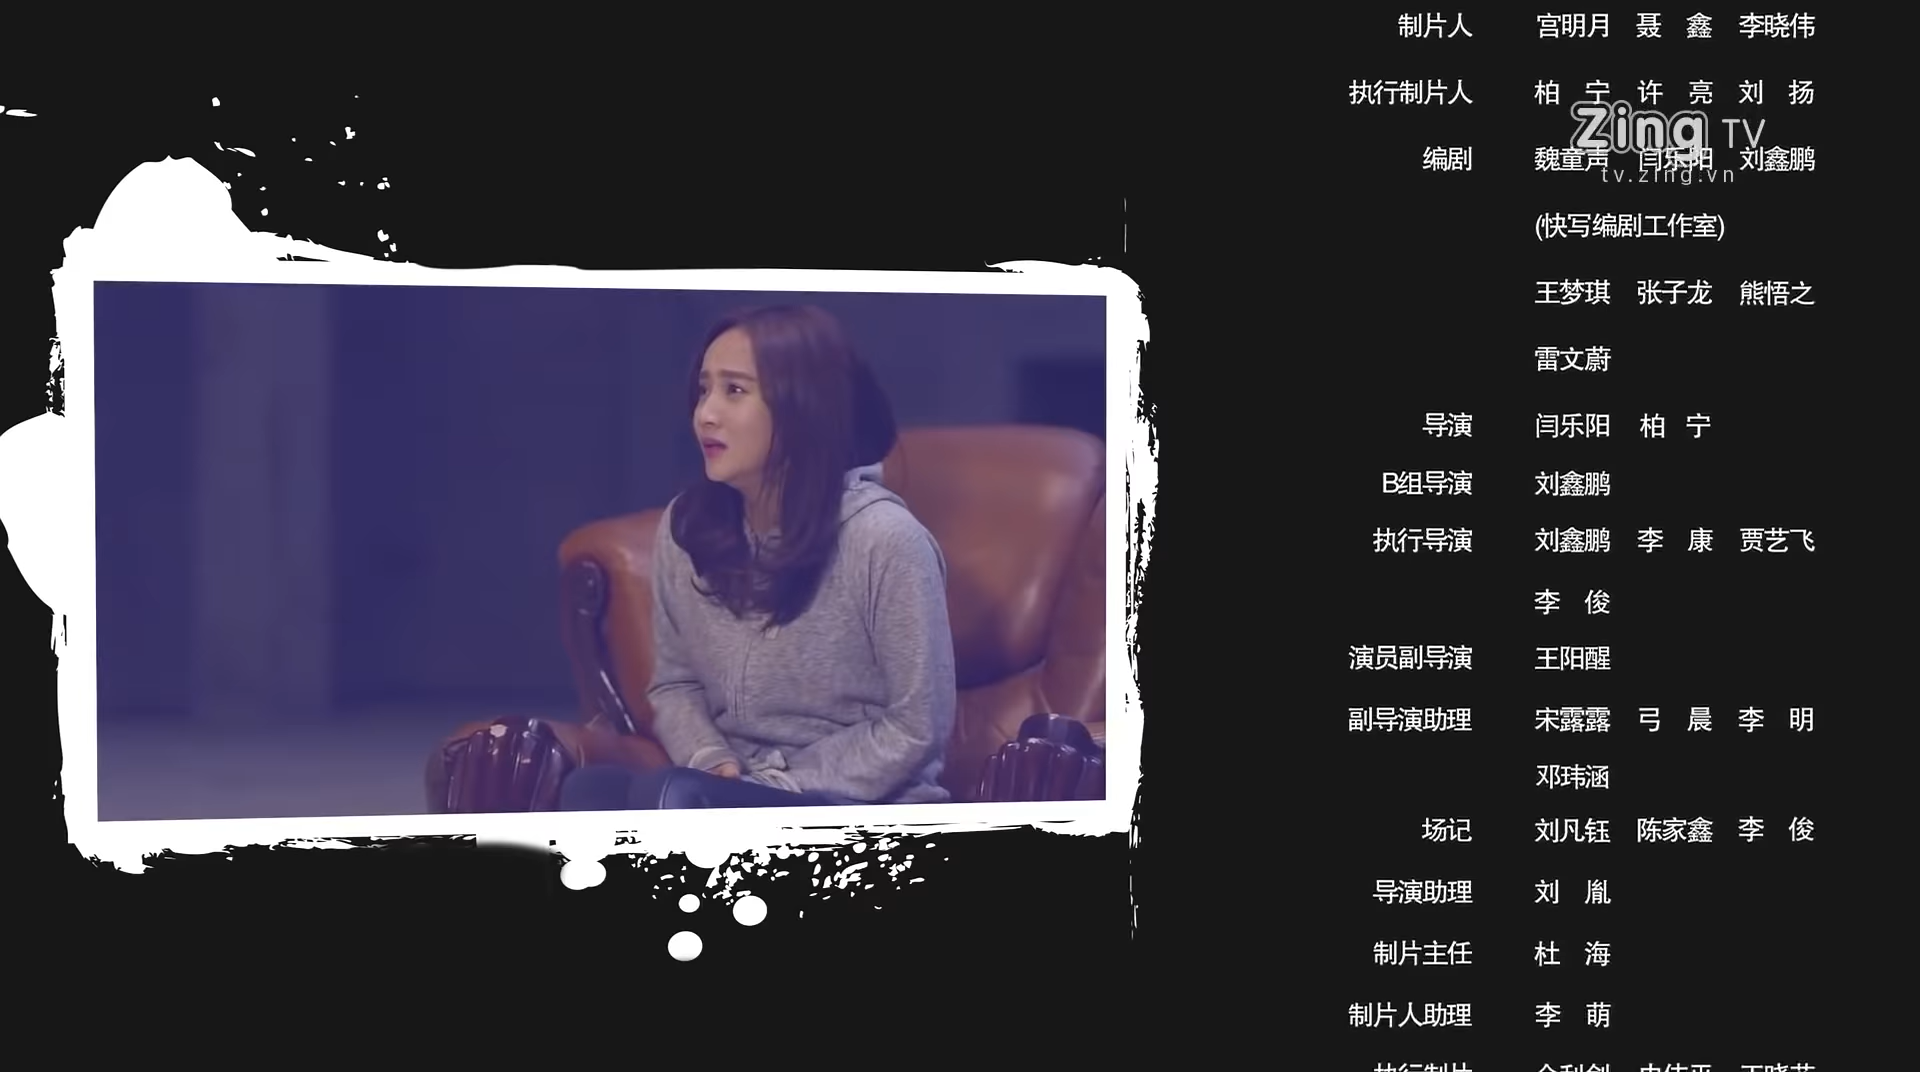 制片人 宫明月 聂 鑫 李晓伟
执行制片人 柏 宁 许 亮 刘 扬
Zing TV
编剧 魏童声 闫乐阳 刘鑫鹏
tv.zing.vn
(快写编剧工作室)
王梦琪 张子龙 熊悟之
雷文蔚
导演 闫乐阳 柏 宁
B组导演 刘鑫鹏
执行导演 刘鑫鹏 李 康 贾艺飞
李 俊
演员副导演 王阳醒
副导演助理 宋露露 弓 晨 李 明
邓玮涵
场记 刘凡钰 陈家鑫 李 俊
导演助理 刘 胤
制片主任 杜 海
制片人助理 李 萌
执行制片